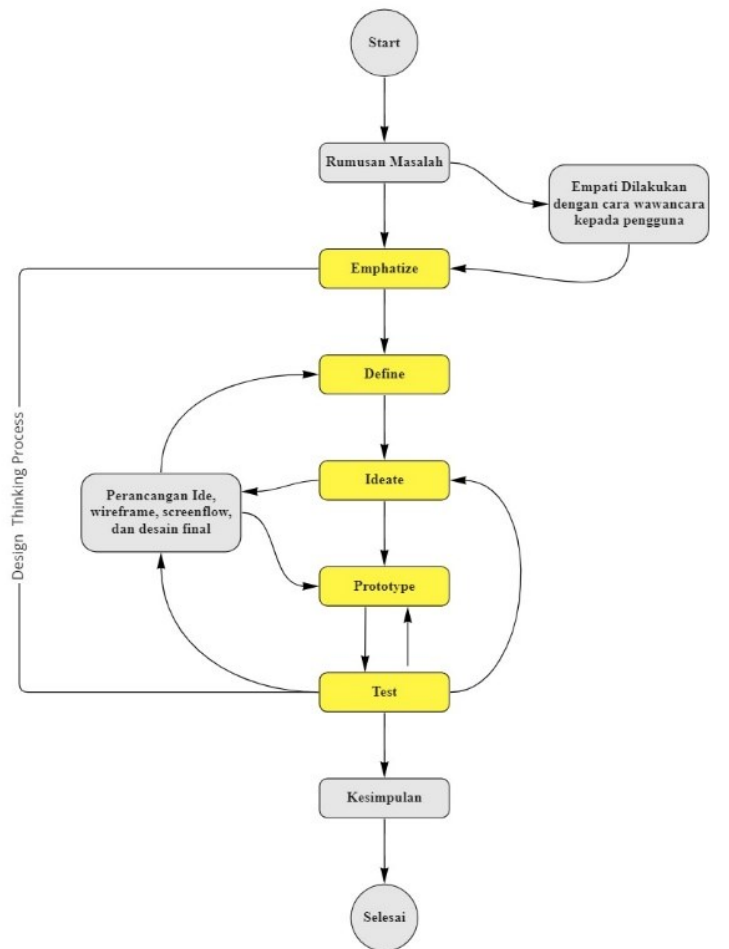 Start
Rumusan Masalah
Empati Dilakukan
dengan cara wawancara
kepada pengguna
Emphatize
Define
Design Thinking Process
Ideate
Perancangan Ide,
wireframe, screenflow,
dan desain final
Prototype
Test
Kesimpulan
Selesai